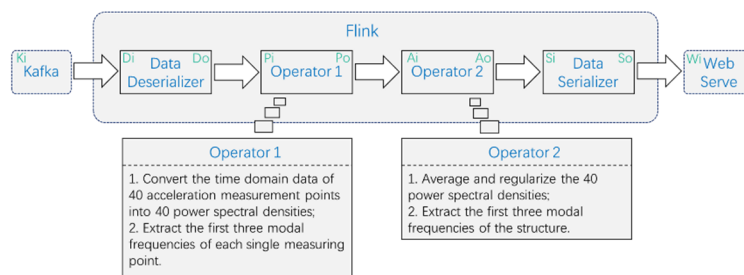 Flink
Ki
Kafka
Di Data Do
Deserializer
Pi Po
Operator 1
Ai Ao
Operator 2
Si Data So
Serializer
Wi Web
Serve
Operator 1
1. Convert the time domain data of
40 acceleration measurement points
into 40 power spectral densities;
2. Extract the first three modal
frequencies of each single measuring
point.
Operator 2
1. Average and regularize the 40
power spectral densities;
2. Extract the first three modal
frequencies of the structure.